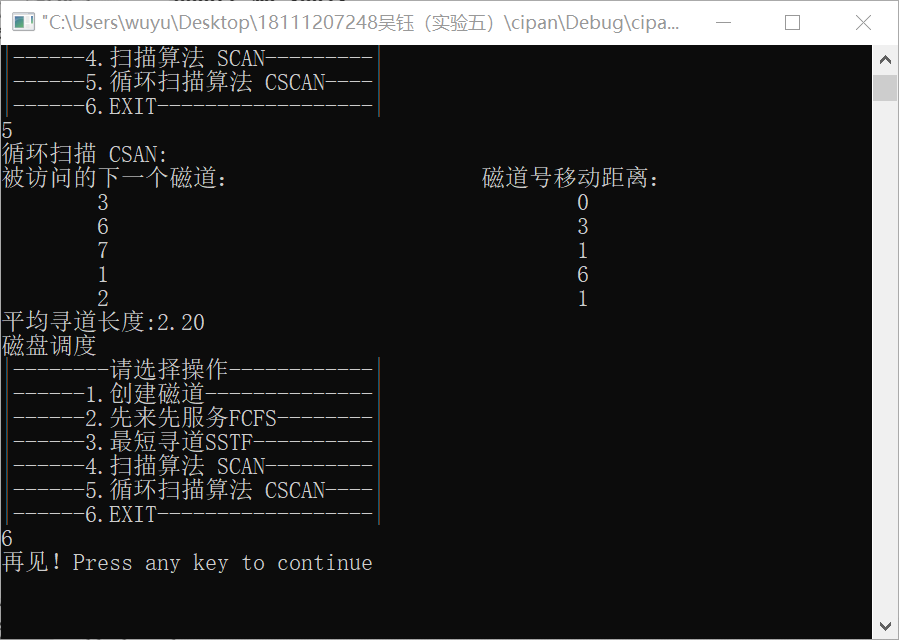 "C:\Users\wuyu\Desktop\18111207248吴钰（实验五）\cipan\Debug\cipa...
|------4.扫描算法 SCAN---------|
|------5.循环扫描算法 CSCAN----|
|------6.EXIT------------------|
5
循环扫描 CSAN:
被访问的下一个磁道: 磁道号移动距离:
3 0
6 3
7 1
1 6
2 1
平均寻道长度:2.20
磁盘调度
|--------请选择操作------------|
|------1.创建磁道--------------|
|------2.先来先服务FCFS--------|
|------3.最短寻道SSTF----------|
|------4.扫描算法 SCAN---------|
|------5.循环扫描算法 CSCAN----|
|------6.EXIT------------------|
6
再见! Press any key to continue